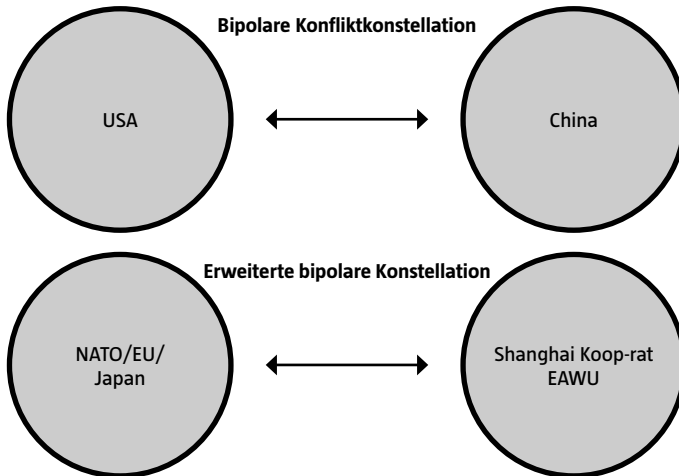 Bipolare Konfliktkonstellation
USA
China
Erweiterte bipolare Konstellation
NATO/EU/
Japan
Shanghai Koop-rat
EAWU